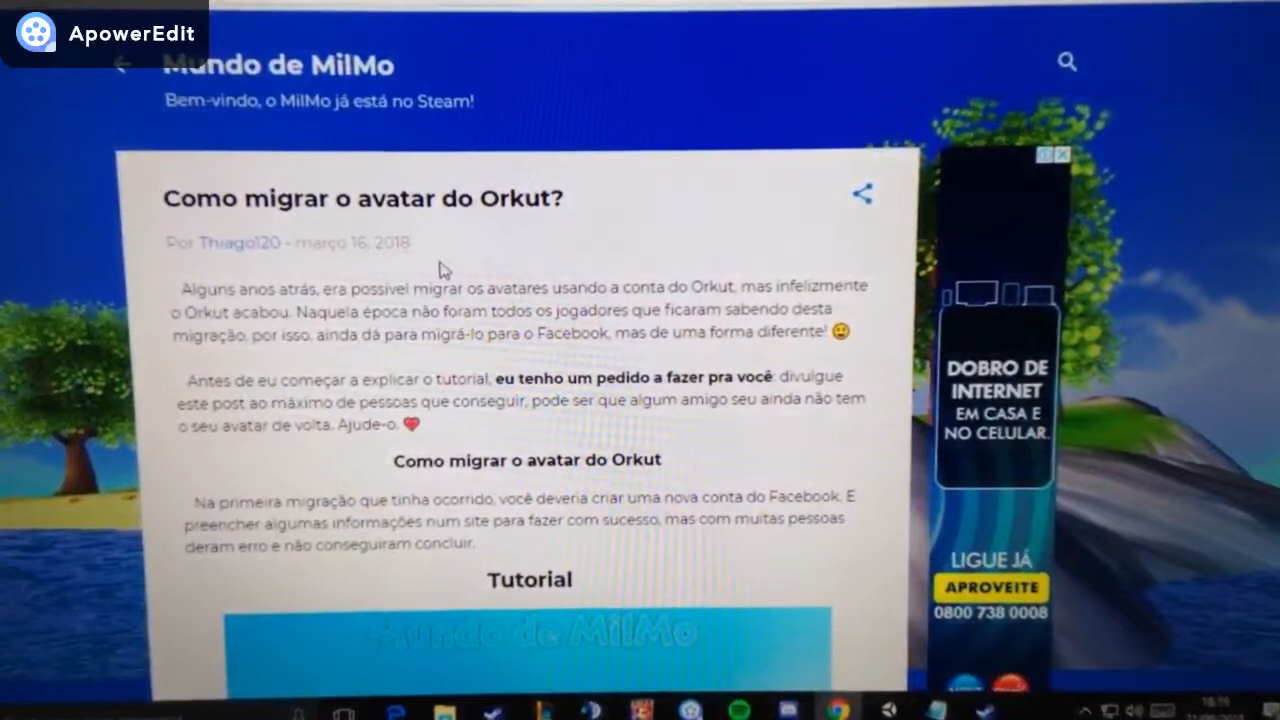 ApowerEdit
Mundo de MilMo
Bem-vindo, o MilMo já está no Steam!
Como migrar o avatar do Orkut?
Por Thiago120 - março 16, 2018
Alguns anos atrás, era possível migrar os avatares usando a conta do Orkut, mas infelizmente
o Orkut acabou. Naquela época não foram todos os jogadores que ficaram sabendo desta
migração, por isso, ainda dá para migrá-lo para o Facebook, mas de uma forma diferente! 😃
Antes de eu começar a explicar o tutorial, eu tenho um pedido a fazer pra você: divulgue
este post ao máximo de pessoas que conseguir, pode ser que algum amigo seu ainda não tem
o seu avatar de volta. Ajude-o. ❤️
Como migrar o avatar do Orkut
Na primeira migração que tinha ocorrido, você deveria criar uma nova conta do Facebook. E
preencher algumas informações num site para fazer com sucesso, mas com muitas pessoas
deram erro e não conseguiram concluir.
Tutorial
Mundo de MilMo
DOBRO DE
INTERNET
EM CASA E
NO CELULAR.
LIGUE JÁ
APROVEITE
0800 738 0008